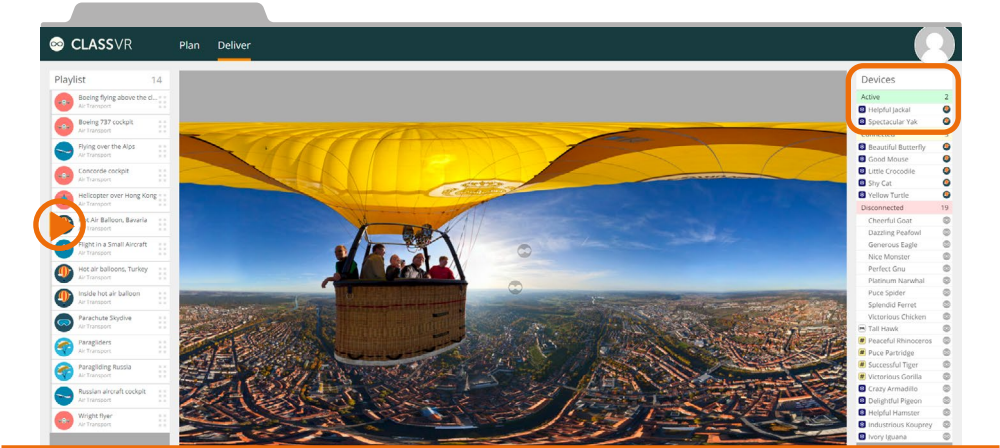 CLASSVR
Plan
Deliver
Playlist 14
Boeing flying above the cl...
Air Transport
Boeing 737 cockpit
Air Transport
Flying over the Alps
Air Transport
Concorde cockpit
Air Transport
Helicopter over Hong Kong
Air Transport
Air Balloon, Bavaria
Air Transport
Flight in a Small Aircraft
Air Transport
Hot air balloons, Turkey
Air Transport
Inside hot air balloon
Air Transport
Parachute Skydive
Air Transport
Paragliders
Air Transport
Paragliding Russia
Air Transport
Russian aircraft cockpit
Air Transport
Wright flyer
Air Transport
Devices
Active 2
Helpful Jackal
Spectacular Yak
Connected 5
Beautiful Butterfly
Good Mouse
Little Crocodile
Shy Cat
Yellow Turtle
Disconnected 19
Cheerful Goat
Dazzling Peafowl
Generous Eagle
Nice Monster
Perfect Gnu
Platinum Narwhal
Puce Spider
Splendid Ferret
Victorious Chicken
Tall Hawk
Peaceful Rhinoceros
Puce Partridge
Successful Tiger
Victorious Gorilla
Crazy Armadillo
Delightful Pigeon
Helpful Hamster
Industrious Kouprey
Ivory Iguana